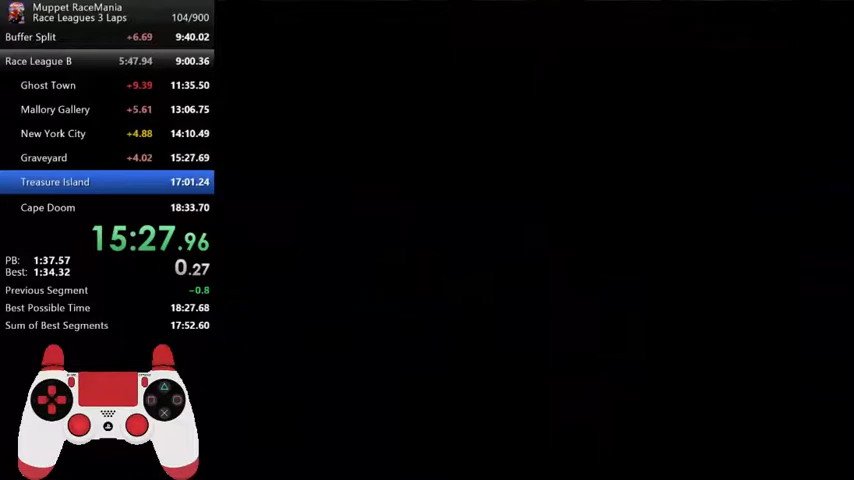 Muppet RaceMania
Race Leagues 3 Laps 104/900
Buffer Split +6.69 9:40.02
Race League B 5:47.94 9:00.36
Ghost Town +9.39 11:35.50
Mallory Gallery +5.61 13:06.75
New York City +4.88 14:10.49
Graveyard +4.02 15:27.69
Treasure Island 17:01.24
Cape Doom 18:33.70
15:27.96
PB: 1:37.57
Best: 1:34.32
0.27
Previous Segment -0.8
Best Possible Time 18:27.68
Sum of Best Segments 17:52.60